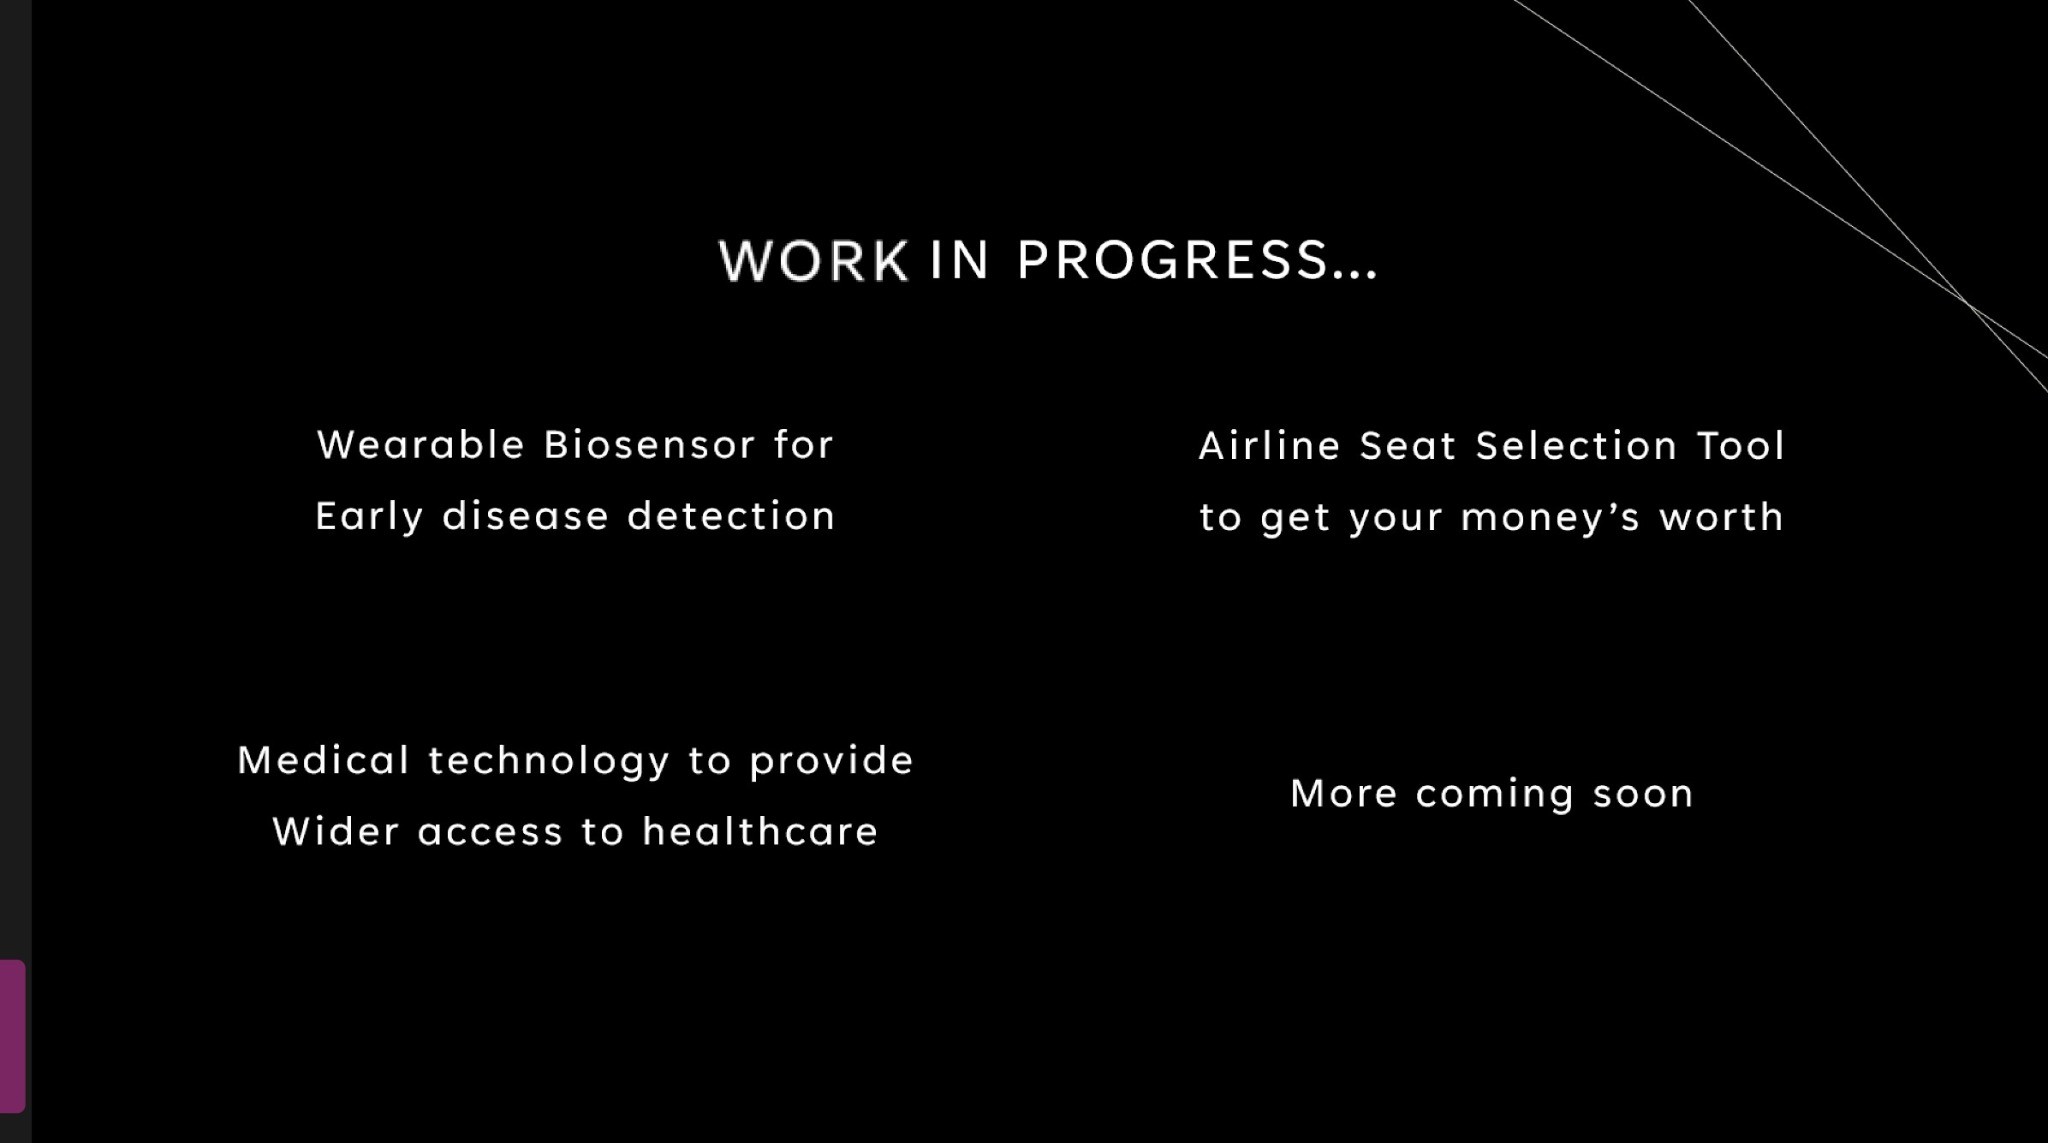 WORK IN PROGRESS...
Wearable Biosensor for
Early disease detection
Airline Seat Selection Tool
to get your money’s worth
Medical technology to provide
Wider access to healthcare
More coming soon